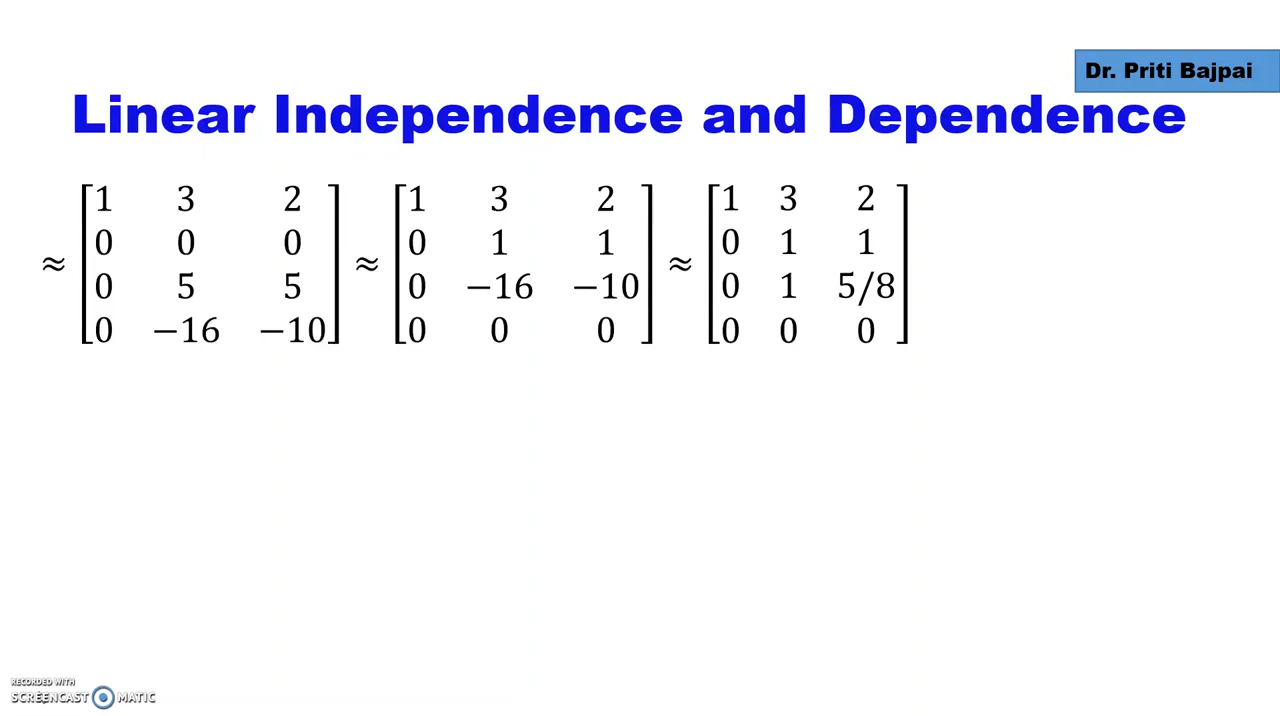 Dr. Priti Bajpai
Linear Independence and Dependence
≈ [1 3 2; 0 0 0; 0 5 5; 0 −16 −10] ≈ [1 3 2; 0 1 1; 0 −16 −10; 0 0 0] ≈ [1 3 2; 0 1 1; 0 1 5/8; 0 0 0]
RECORDED WITH
SCREENCAST MATIC